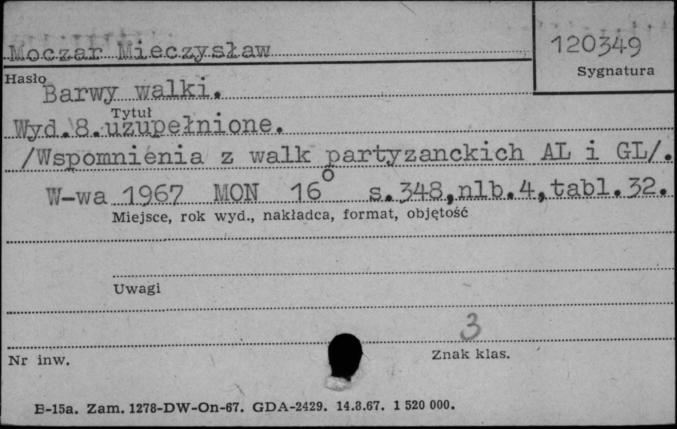 Moczar Mieczysław
120349
Hasło
Sygnatura
Barwy walki.
Tytuł
Wyd.8.uzupełnione.
/Wspomnienia z walk partyzanckich AL i GL/.
W-wa 1967 MON 16° s.348,nlb.4,tabl.32.
Miejsce, rok wyd., nakładca, format, objętość
Uwagi
3
Nr inw.
Znak klas.
E-15a. Zam. 1278-DW-On-67. GDA-2429. 14.8.67. 1 520 000.